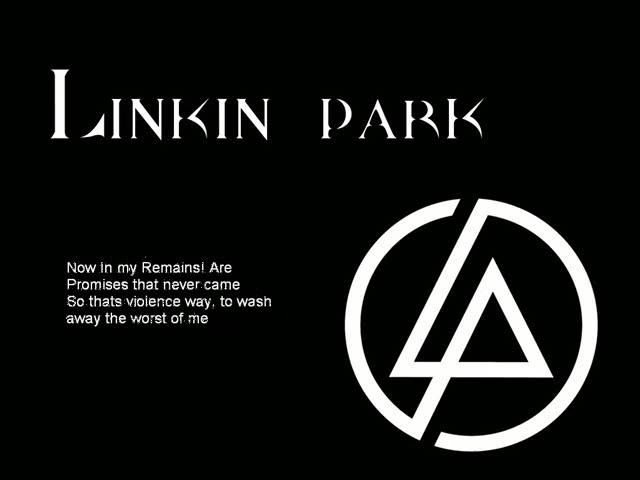 LINKIN PARK
Now in my Remains! Are
Promises that never came
So thats violence way, to wash
away the worst of me